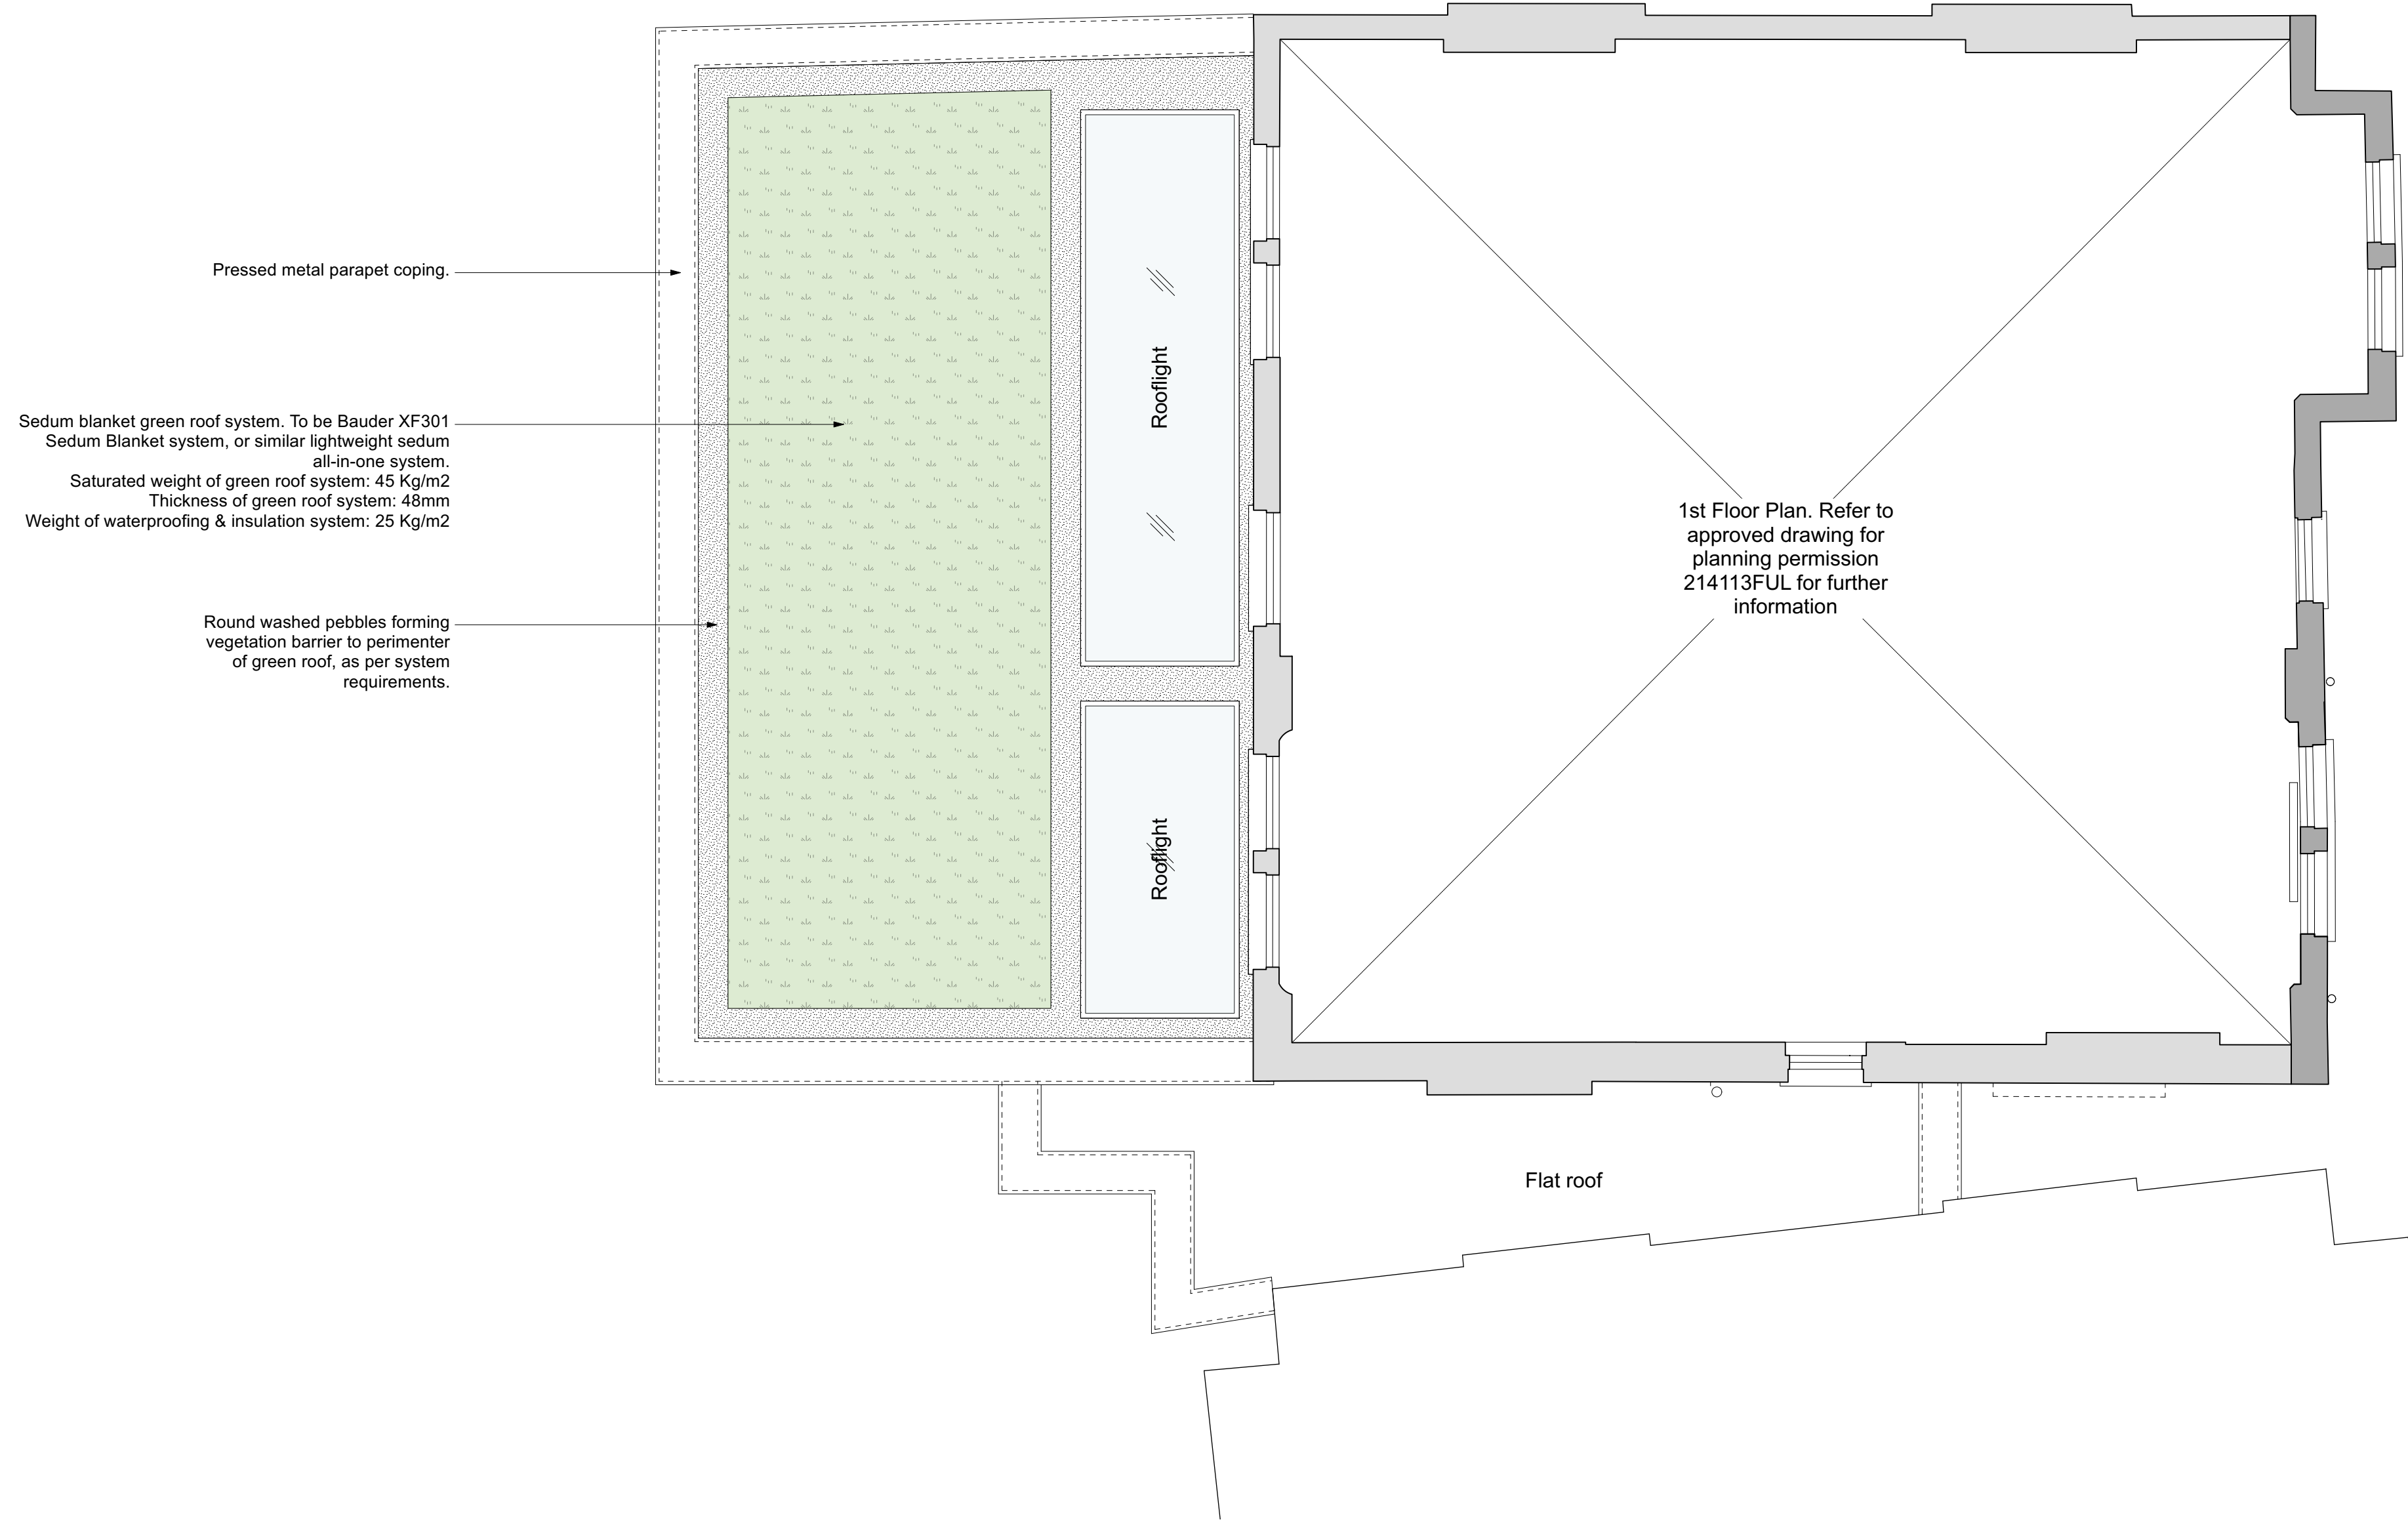 Pressed metal parapet coping.
Sedum blanket green roof system. To be Bauder XF301
Sedum Blanket system, or similar lightweight sedum
all-in-one system.
Saturated weight of green roof system: 45 Kg/m2
Thickness of green roof system: 48mm
Weight of waterproofing & insulation system: 25 Kg/m2
Round washed pebbles forming
vegetation barrier to perimenter
of green roof, as per system
requirements.
Rooflight
Rooflight
1st Floor Plan. Refer to
approved drawing for
planning permission
214113FUL for further
information
Flat roof